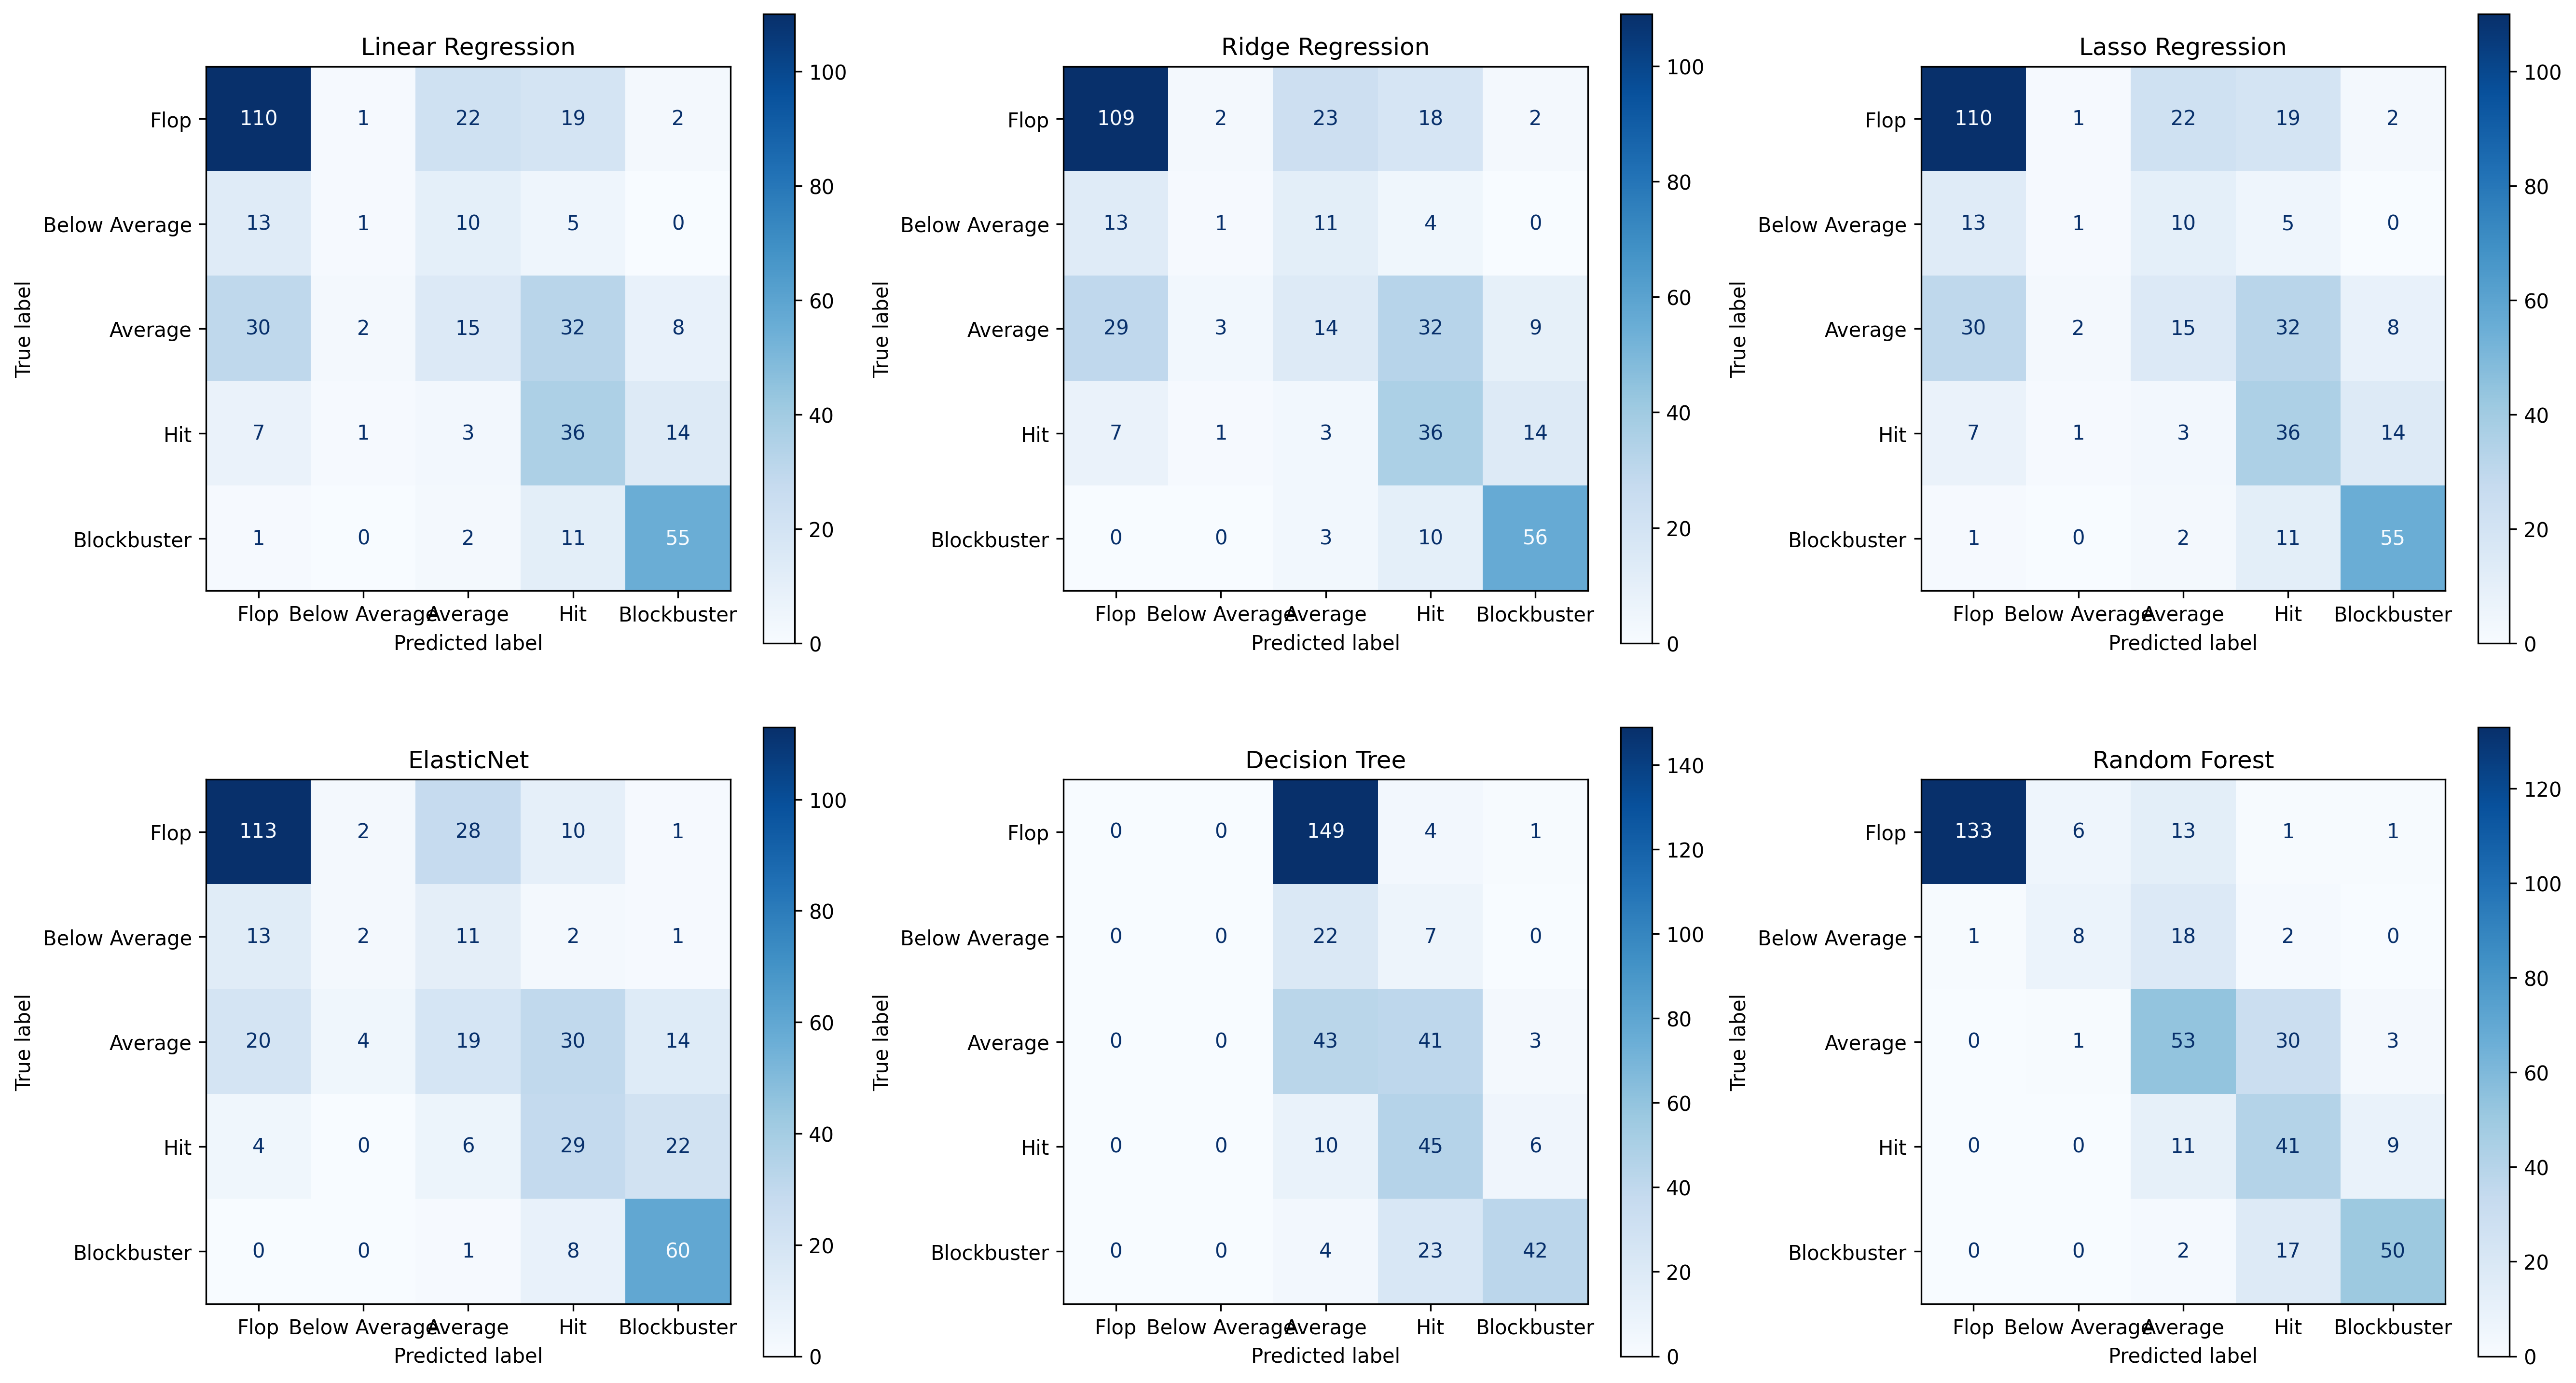 Linear Regression
True label
Flop 110 1 22 19 2
Below Average 13 1 10 5 0
Average 30 2 15 32 8
Hit 7 1 3 36 14
Blockbuster 1 0 2 11 55
Flop Below Average Average Hit Blockbuster
Predicted label
100
80
60
40
20
0
Ridge Regression
True label
Flop 109 2 23 18 2
Below Average 13 1 11 4 0
Average 29 3 14 32 9
Hit 7 1 3 36 14
Blockbuster 0 0 3 10 56
Flop Below Average Average Hit Blockbuster
Predicted label
100
80
60
40
20
0
Lasso Regression
True label
Flop 110 1 22 19 2
Below Average 13 1 10 5 0
Average 30 2 15 32 8
Hit 7 1 3 36 14
Blockbuster 1 0 2 11 55
Flop Below Average Average Hit Blockbuster
Predicted label
100
80
60
40
20
0
ElasticNet
True label
Flop 113 2 28 10 1
Below Average 13 2 11 2 1
Average 20 4 19 30 14
Hit 4 0 6 29 22
Blockbuster 0 0 1 8 60
Flop Below Average Average Hit Blockbuster
Predicted label
100
80
60
40
20
0
Decision Tree
True label
Flop 0 0 149 4 1
Below Average 0 0 22 7 0
Average 0 0 43 41 3
Hit 0 0 10 45 6
Blockbuster 0 0 4 23 42
Flop Below Average Average Hit Blockbuster
Predicted label
140
120
100
80
60
40
20
0
Random Forest
True label
Flop 133 6 13 1 1
Below Average 1 8 18 2 0
Average 0 1 53 30 3
Hit 0 0 11 41 9
Blockbuster 0 0 2 17 50
Flop Below Average Average Hit Blockbuster
Predicted label
120
100
80
60
40
20
0